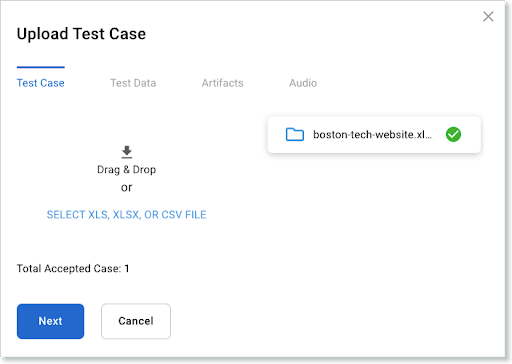 Upload Test Case
Test Case
Test Data
Artifacts
Audio
Drag & Drop
or
SELECT XLS, XLSX, OR CSV FILE
boston-tech-website.xl...
Total Accepted Case: 1
Next
Cancel